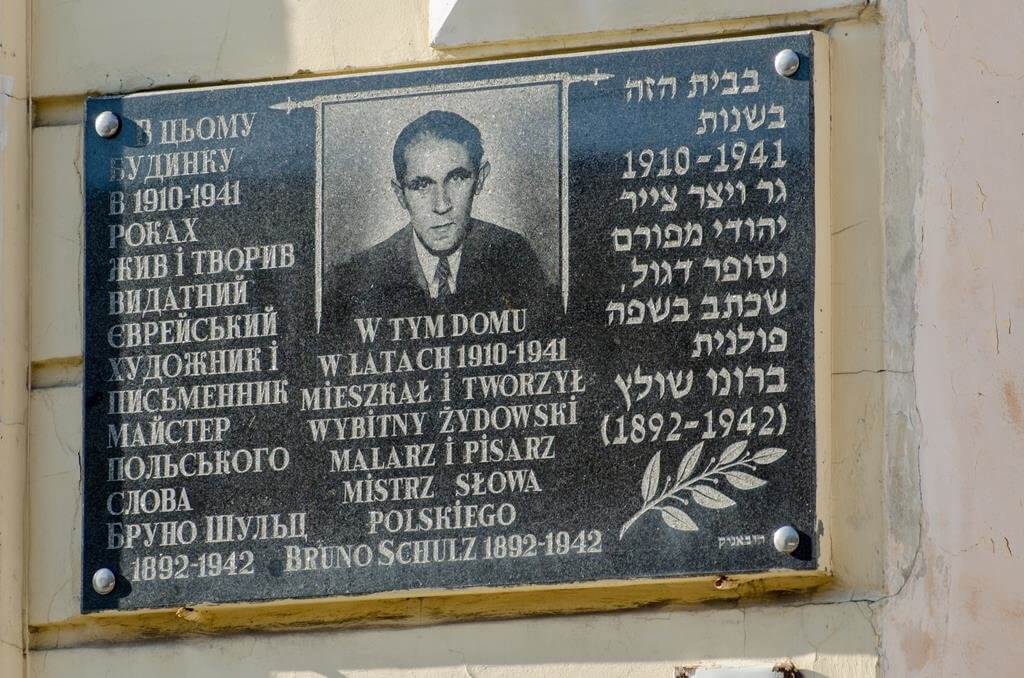 В ЦЬОМУ
БУДИНКУ
В 1910-1941
РОКАХ
ЖИВ І ТВОРИВ
ВИДАТНИЙ
ЄВРЕЙСЬКИЙ
ХУДОЖНИК І
ПИСЬМЕННИК
МАЙСТЕР
ПОЛЬСЬКОГО
СЛОВА
БРУНО ШУЛЬЦ
1892-1942
W TYM DOMU
W LATACH 1910-1941
MIESZKAŁ I TWORZYŁ
WYBITNY ŻYDOWSKI
MALARZ I PISARZ
MISTRZ SŁOWA
POLSKIEGO
BRUNO SCHULZ 1892-1942
בבית הזה
בשנות
1910-1941
גר ויצר צייר
יהודי מפורם
וסופר דגול,
שכתב בשפה
פולנית
ברונו שולץ
(1892-1942)